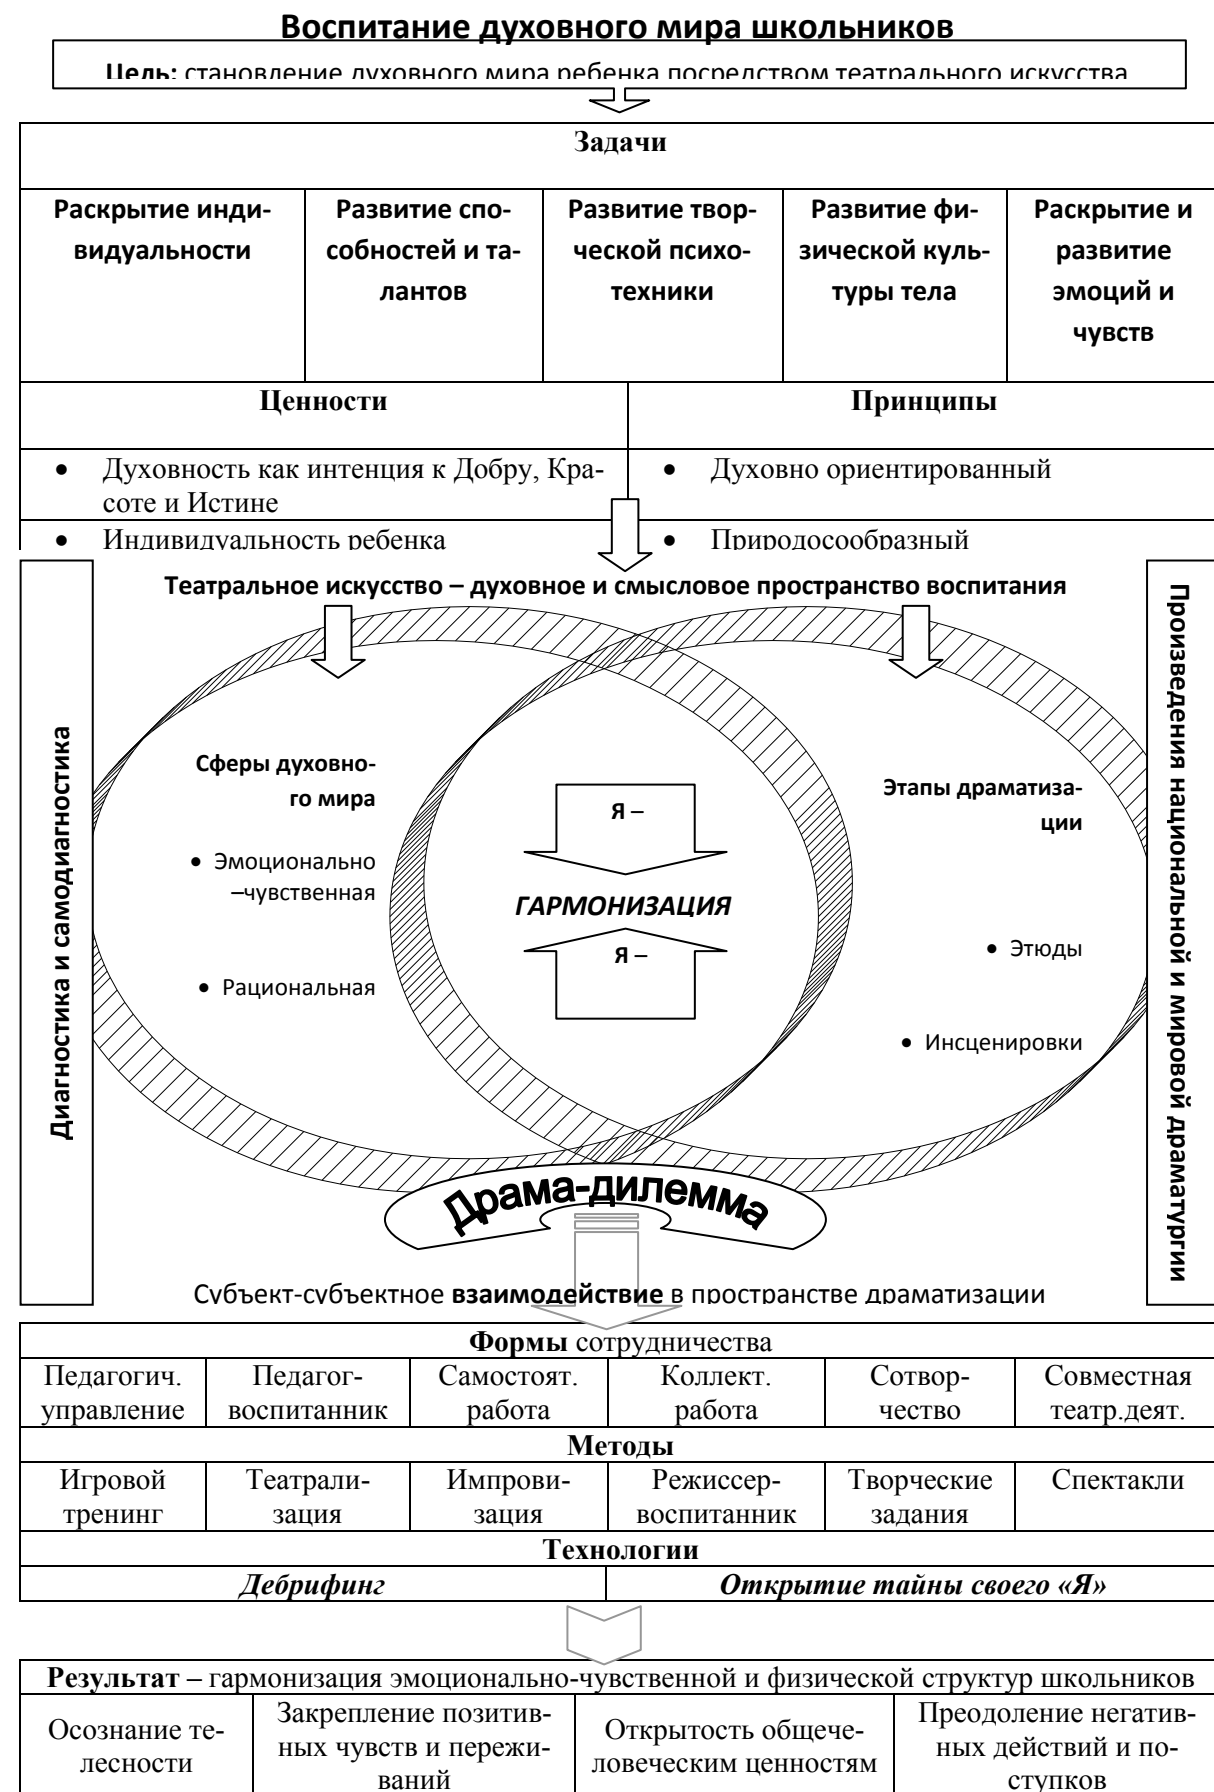 Воспитание духовного мира школьников
Цель: становление духовного мира ребенка посредством театрального искусства
Задачи
Раскрытие инди-
видуальности
Развитие спо-
собностей и та-
лантов
Развитие твор-
ческой психо-
техники
Развитие фи-
зической куль-
туры тела
Раскрытие и
развитие
эмоций и
чувств
Ценности
Принципы
• Духовность как интенция к Добру, Кра-
соте и Истине
• Духовно ориентированный
• Индивидуальность ребенка
• Природосообразный
Театральное искусство – духовное и смысловое пространство воспитания
Диагностика и самодиагностика
Сферы духовно-
го мира
• Эмоционально
–чувственная
• Рациональная
Я –
ГАРМОНИЗАЦИЯ
Я –
Этапы драматиза-
ции
• Этюды
• Инсценировки
Произведения национальной и мировой драматургии
Драма-дилемма
Субъект-субъектное взаимодействие в пространстве драматизации
Формы сотрудничества
Педагогич.
управление
Педагог-
воспитанник
Самостоят.
работа
Коллект.
работа
Сотвор-
чество
Совместная
театр.деят.
Методы
Игровой
тренинг
Театрали-
зация
Импрови-
зация
Режиссер-
воспитанник
Творческие
задания
Спектакли
Технологии
Дебрифинг
Открытие тайны своего «Я»
Результат – гармонизация эмоционально-чувственной и физической структур школьников
Осознание те-
лесности
Закрепление позитив-
ных чувств и пережи-
ваний
Открытость общече-
ловеческим ценностям
Преодоление негатив-
ных действий и по-
ступков